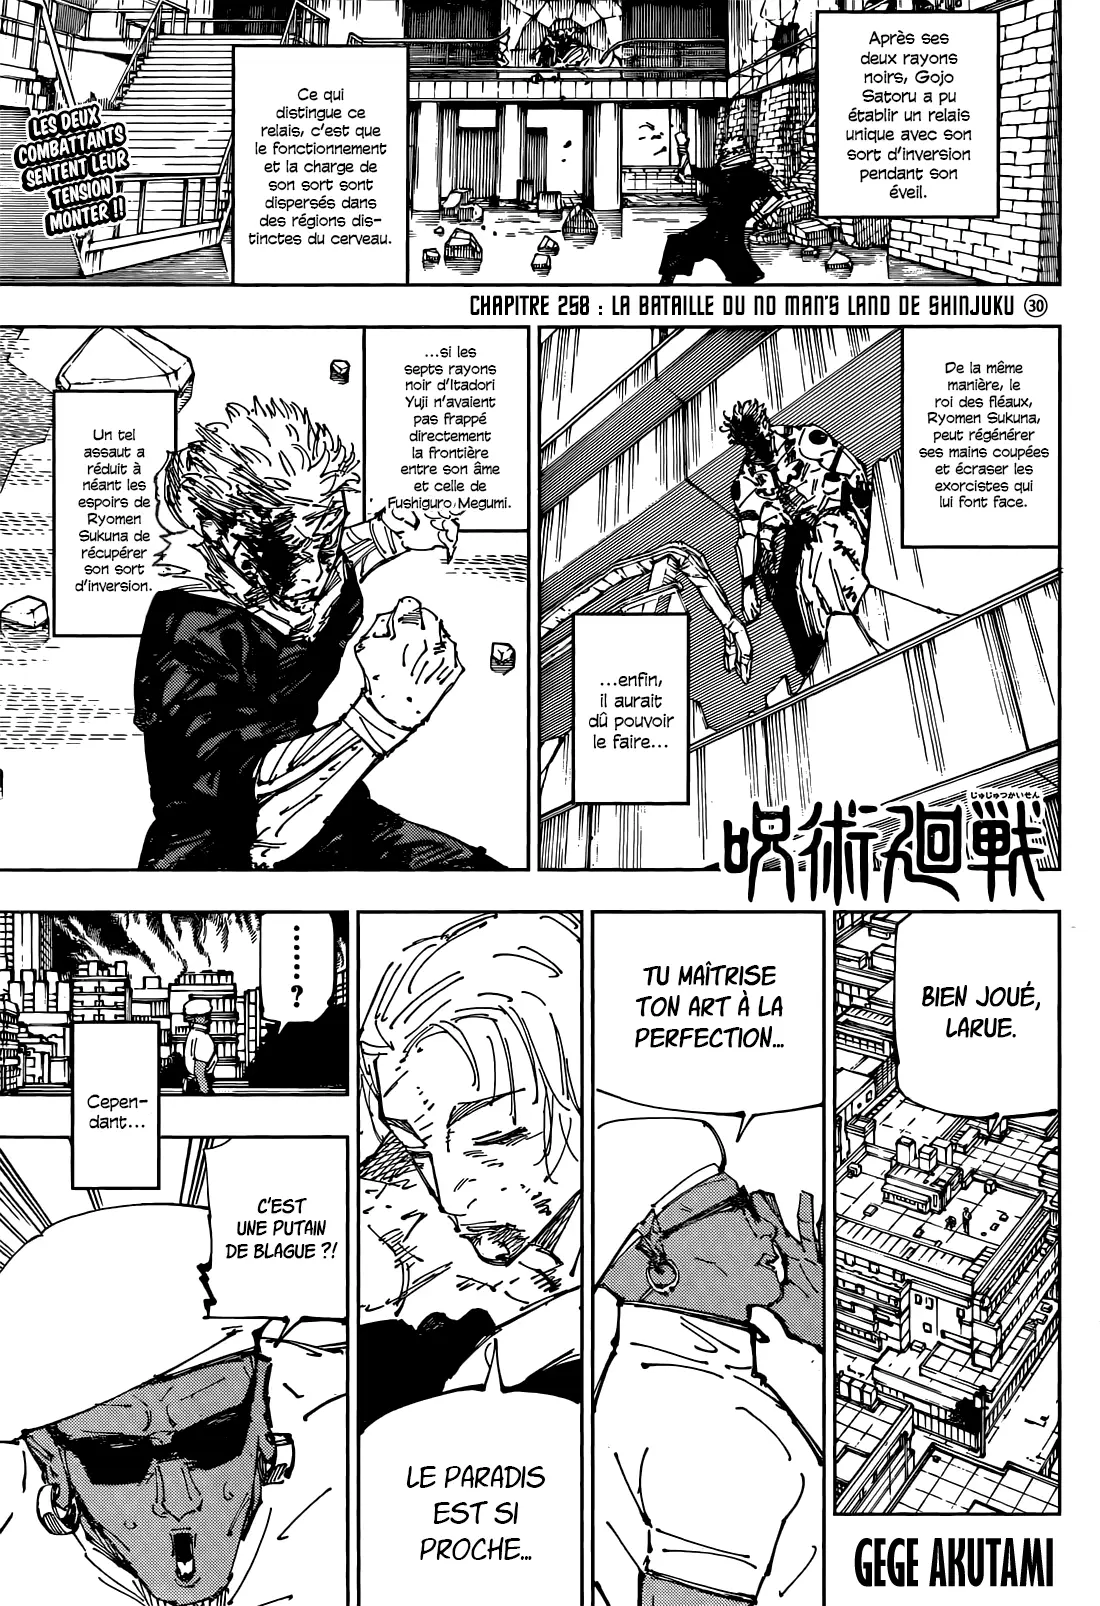 Après ses
deux rayons
noirs, Gojo
Satoru a pu
établir un relais
unique avec son
sort d'inversion
pendant son
éveil.
Ce qui
distingue ce
relais, c'est que
le fonctionnement
et la charge de
son sort sont
dispersés dans
des régions dis-
tinctes du cerveau.
LES DEUX
COMBATTANTS
SENTENT LEUR
TENSION
MONTER !!
CHAPITRE 258 : LA BATAILLE DU NO MAN'S LAND DE SHINJUKU 30
De la même
manière, le
roi des fléaux,
Ryomen Sukuna,
peut régénérer
ses mains coupées
et écraser les
exorcistes qui
lui font face.
...enfin,
il aurait
dû pouvoir
le faire...
...si les
septs rayons
noir d'Itadori
Yuji n'avaient
pas frappé
directement
la frontière
entre son âme
et celle de
Fushiguro Megumi.
Un tel
assaut a
réduit à
néant les
espoirs de
Ryomen
Sukuna de
récupérer
son sort
d'inversion.
じゅじゅつかいせん
呪術廻戦
BIEN JOUÉ,
LARUE.
TU MAÎTRISE
TON ART À LA
PERFECTION...
LE PARADIS
EST SI
PROCHE...
......?
Cepen-
dant...
C'EST
UNE PUTAIN
DE BLAGUE ?!
GEGE AKUTAMI